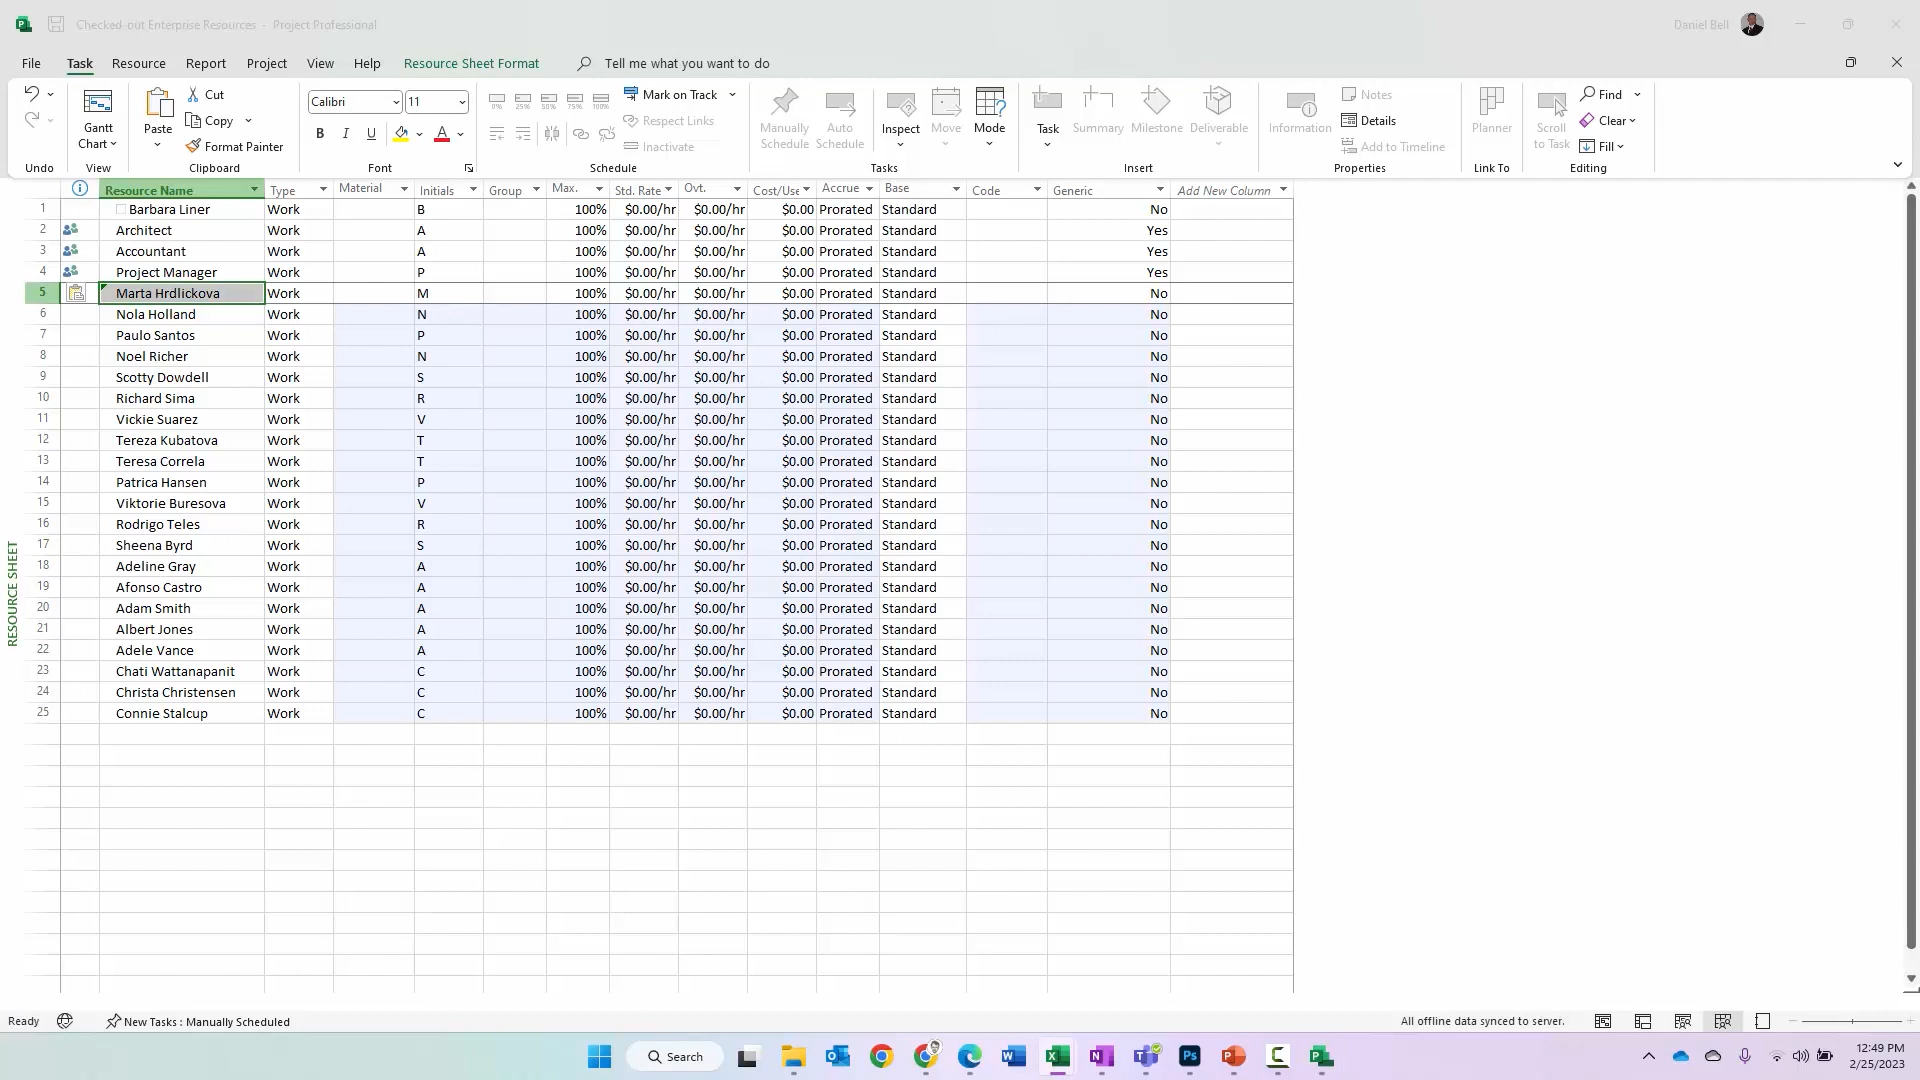 Checked-out Enterprise Resources - Project Professional
Daniel Bell
File Task Resource Report Project View Help Resource Sheet Format Tell me what you want to do
Cut
Copy
Format Painter
Gantt Chart
Paste
Calibri 11
B I U A
0% 25% 50% 75% 100%
Mark on Track
Respect Links
Inactivate
Manually Schedule
Auto Schedule
Inspect
Move
Mode
Task
Summary
Milestone
Deliverable
Information
Notes
Details
Add to Timeline
Planner
Scroll to Task
Find
Clear
Fill
Undo View Clipboard Font Schedule Tasks Insert Properties Link To Editing
Resource Name Type Material Initials Group Max. Std. Rate Ovt. Cost/Use Accrue Base Code Generic Add New Column
1 Barbara Liner Work B 100% $0.00/hr $0.00/hr $0.00 Prorated Standard No
2 Architect Work A 100% $0.00/hr $0.00/hr $0.00 Prorated Standard Yes
3 Accountant Work A 100% $0.00/hr $0.00/hr $0.00 Prorated Standard Yes
4 Project Manager Work P 100% $0.00/hr $0.00/hr $0.00 Prorated Standard Yes
5 Marta Hrdlickova Work M 100% $0.00/hr $0.00/hr $0.00 Prorated Standard No
6 Nola Holland Work N 100% $0.00/hr $0.00/hr $0.00 Prorated Standard No
7 Paulo Santos Work P 100% $0.00/hr $0.00/hr $0.00 Prorated Standard No
8 Noel Richer Work N 100% $0.00/hr $0.00/hr $0.00 Prorated Standard No
9 Scotty Dowdell Work S 100% $0.00/hr $0.00/hr $0.00 Prorated Standard No
10 Richard Sima Work R 100% $0.00/hr $0.00/hr $0.00 Prorated Standard No
11 Vickie Suarez Work V 100% $0.00/hr $0.00/hr $0.00 Prorated Standard No
12 Tereza Kubatova Work T 100% $0.00/hr $0.00/hr $0.00 Prorated Standard No
13 Teresa Correla Work T 100% $0.00/hr $0.00/hr $0.00 Prorated Standard No
14 Patrica Hansen Work P 100% $0.00/hr $0.00/hr $0.00 Prorated Standard No
15 Viktorie Buresova Work V 100% $0.00/hr $0.00/hr $0.00 Prorated Standard No
16 Rodrigo Teles Work R 100% $0.00/hr $0.00/hr $0.00 Prorated Standard No
17 Sheena Byrd Work S 100% $0.00/hr $0.00/hr $0.00 Prorated Standard No
18 Adeline Gray Work A 100% $0.00/hr $0.00/hr $0.00 Prorated Standard No
19 Afonso Castro Work A 100% $0.00/hr $0.00/hr $0.00 Prorated Standard No
20 Adam Smith Work A 100% $0.00/hr $0.00/hr $0.00 Prorated Standard No
21 Albert Jones Work A 100% $0.00/hr $0.00/hr $0.00 Prorated Standard No
22 Adele Vance Work A 100% $0.00/hr $0.00/hr $0.00 Prorated Standard No
23 Chati Wattanapanit Work C 100% $0.00/hr $0.00/hr $0.00 Prorated Standard No
24 Christa Christensen Work C 100% $0.00/hr $0.00/hr $0.00 Prorated Standard No
25 Connie Stalcup Work C 100% $0.00/hr $0.00/hr $0.00 Prorated Standard No
RESOURCE SHEET
Ready New Tasks : Manually Scheduled All offline data synced to server.
Search
12:49 PM
2/25/2023